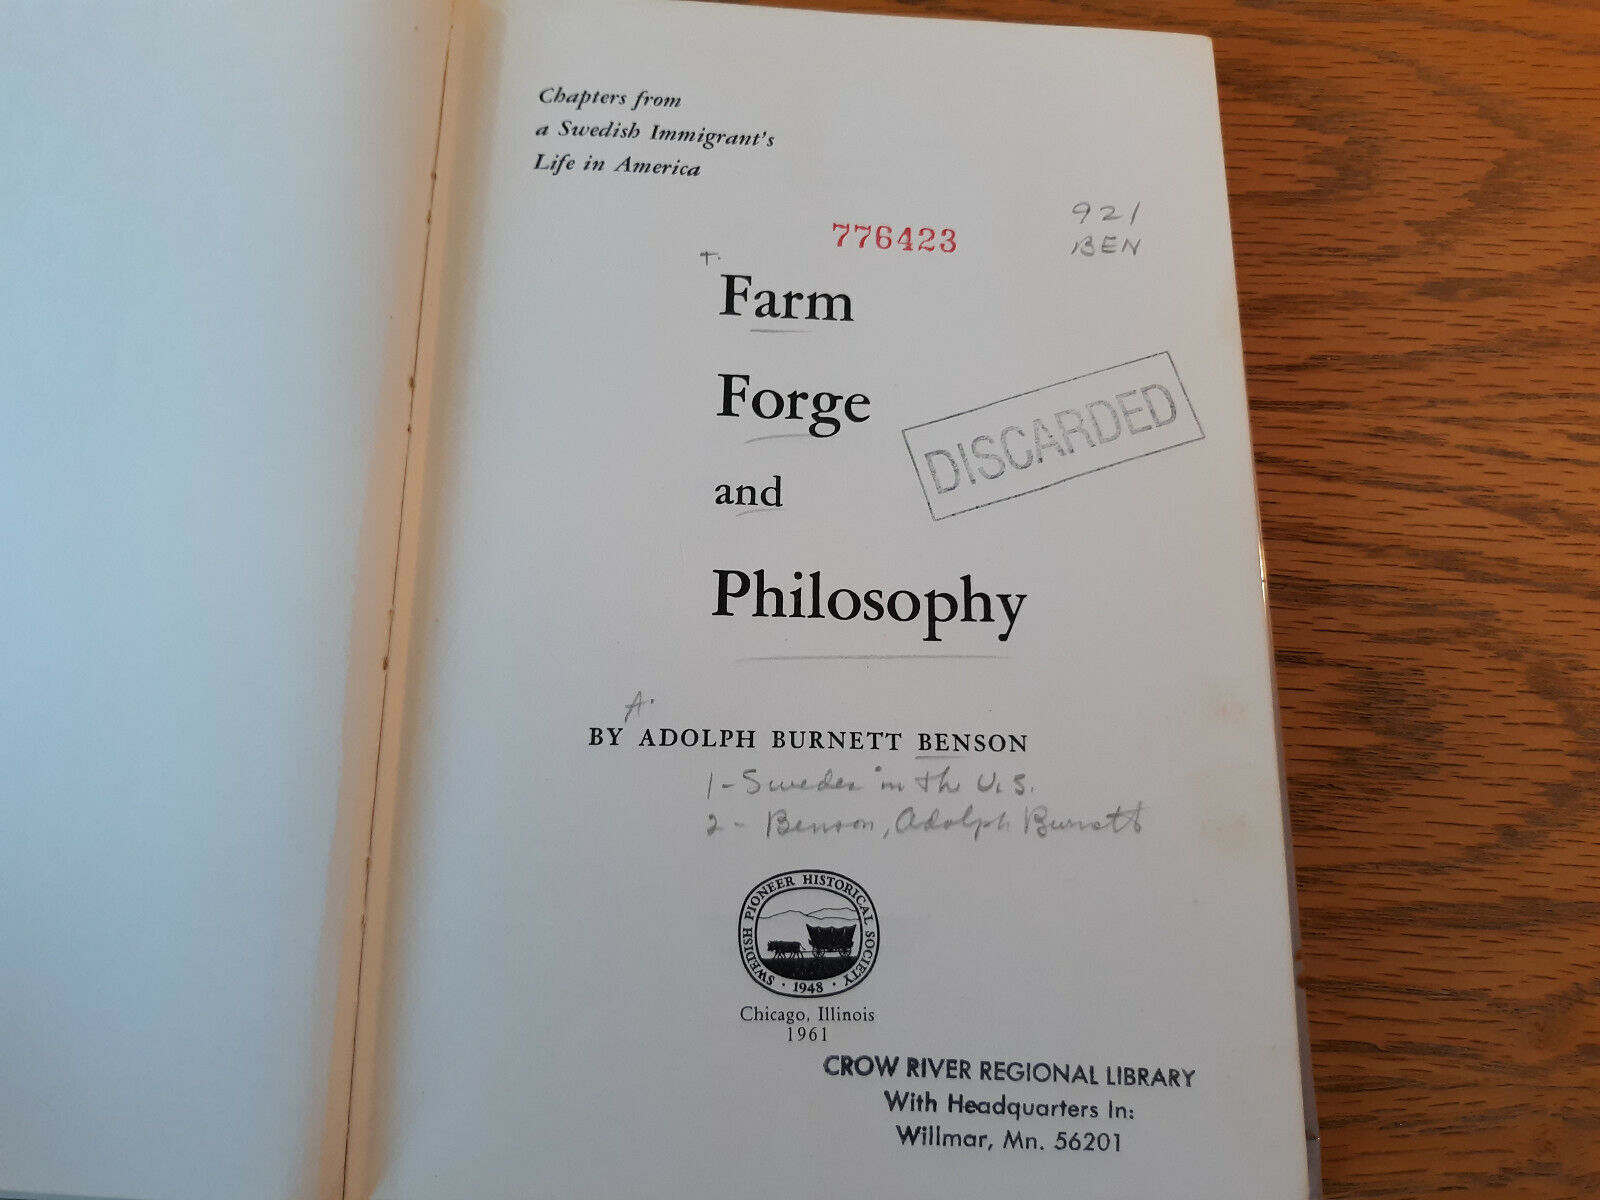 Chapters from
a Swedish Immigrant's
Life in America
776423
921
BEN
T.
Farm
Forge
and
Philosophy
DISCARDED
A.
BY ADOLPH BURNETT BENSON
1- Swedes in the U.S.
2- Benson, Adolph Burnett
SWEDISH PIONEER HISTORICAL SOCIETY
· 1948 ·
Chicago, Illinois
1961
CROW RIVER REGIONAL LIBRARY
With Headquarters In:
Willmar, Mn. 56201